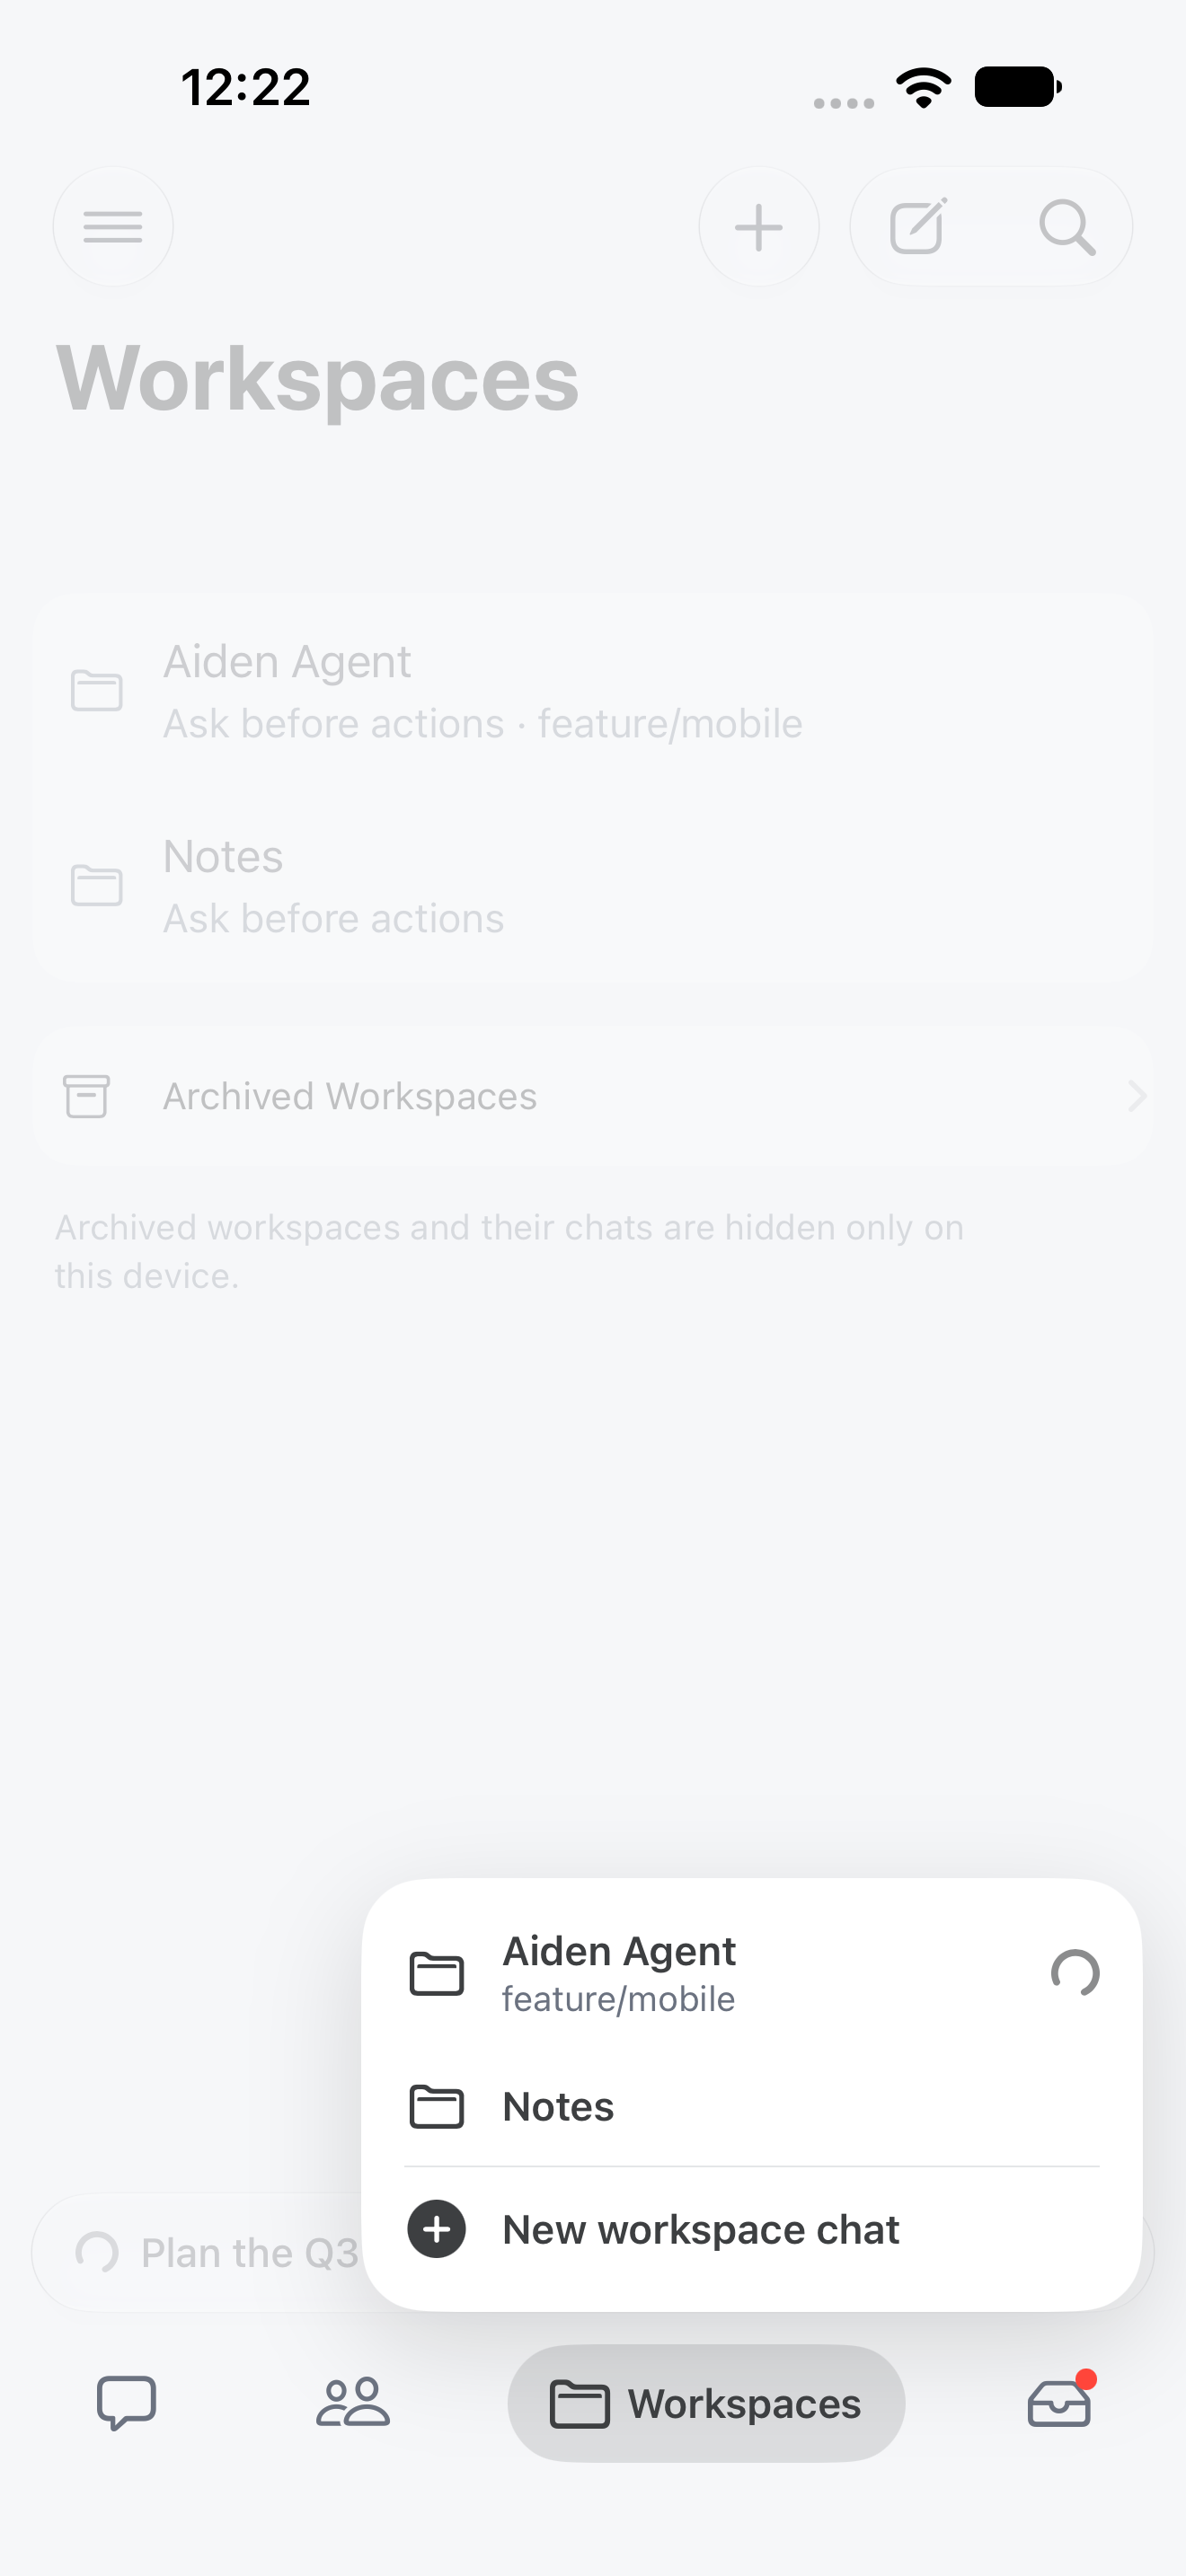 12:22
Workspaces
Aiden Agent
Ask before actions · feature/mobile
Notes
Ask before actions
Archived Workspaces
Archived workspaces and their chats are hidden only on
this device.
Aiden Agent
feature/mobile
Notes
New workspace chat
Plan the Q3
Workspaces